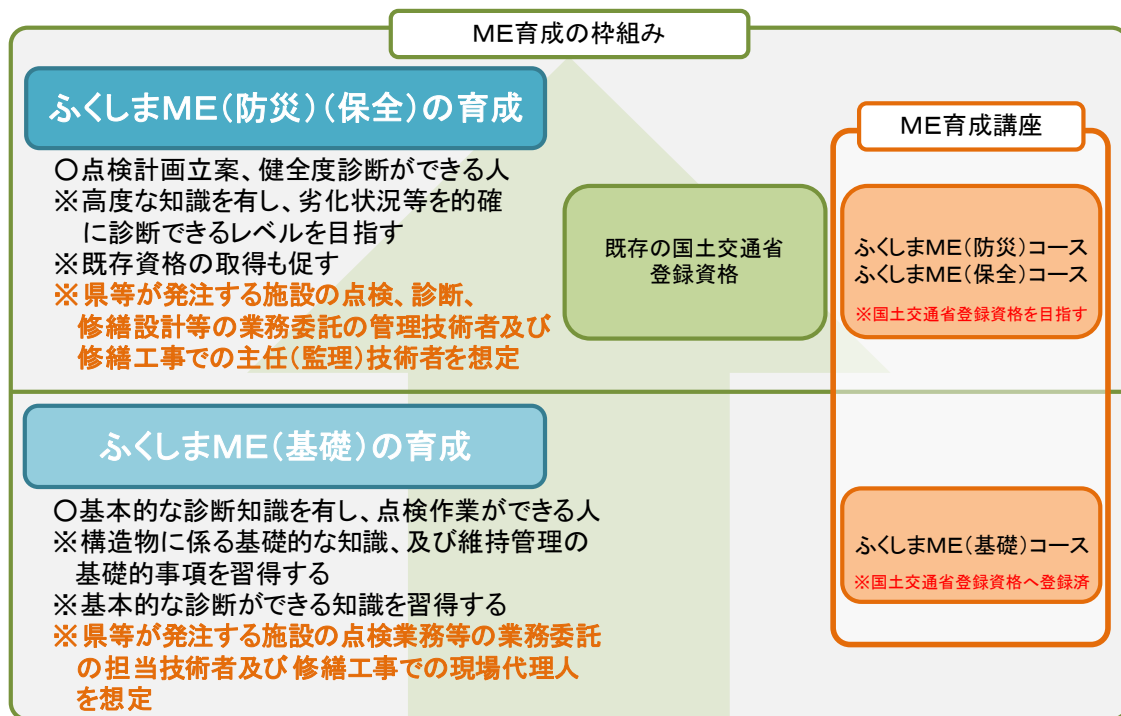 ME育成の枠組み
ふくしまME(防災)(保全)の育成
〇点検計画立案、健全度診断ができる人
※高度な知識を有し、劣化状況等を的確
に診断できるレベルを目指す
※既存資格の取得も促す
※県等が発注する施設の点検、診断、
修繕設計等の業務委託の管理技術者及び
修繕工事での主任(監理)技術者を想定
既存の国土交通省
登録資格
ME育成講座
ふくしまME(防災)コース
ふくしまME(保全)コース
※国土交通省登録資格を目指す
ふくしまME(基礎)の育成
〇基本的な診断知識を有し、点検作業ができる人
※構造物に係る基礎的な知識、及び維持管理の
基礎的事項を習得する
※基本的な診断ができる知識を習得する
※県等が発注する施設の点検業務等の業務委託
の担当技術者及び修繕工事での現場代理人
を想定
ふくしまME(基礎)コース
※国土交通省登録資格へ登録済